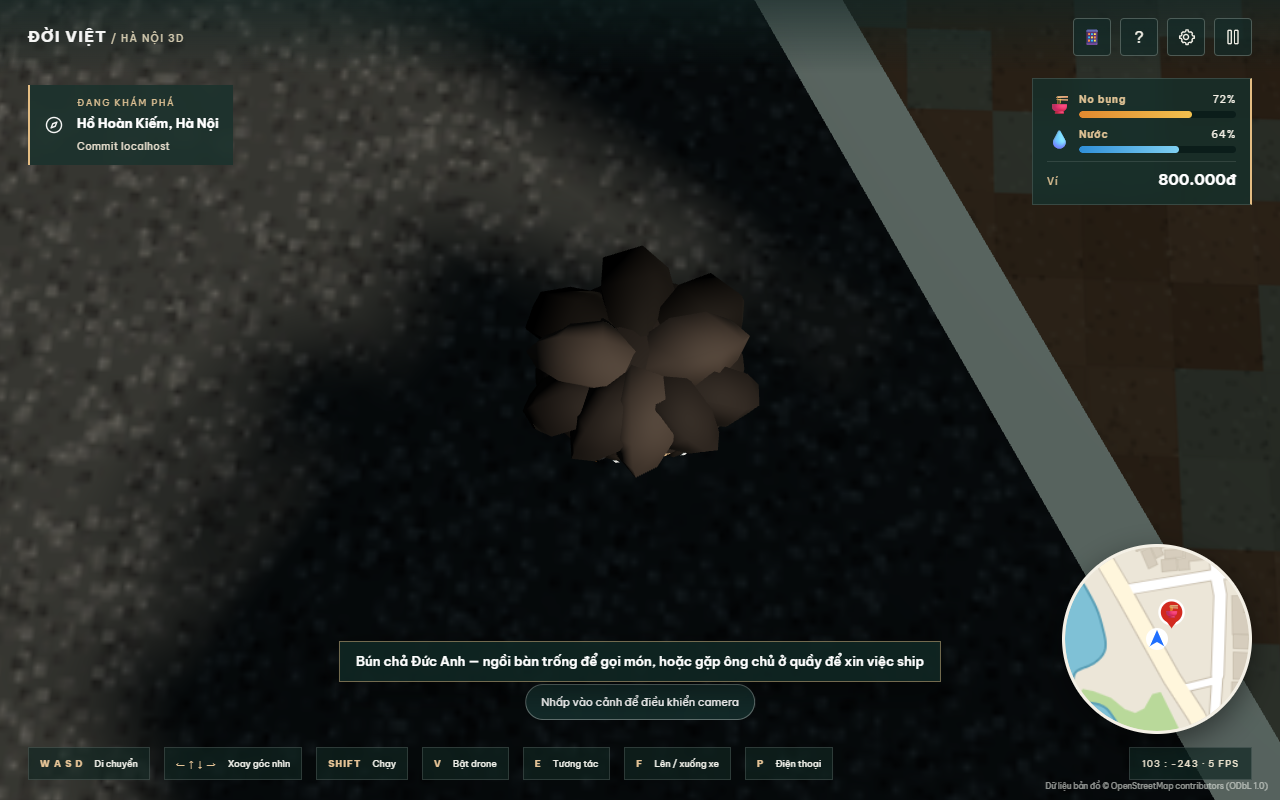 ĐỜI VIỆT / HÀ NỘI 3D
?
ĐANG KHÁM PHÁ
Hồ Hoàn Kiếm, Hà Nội
Commit localhost
No bụng 72%
Nước 64%
Ví 800.000đ
Bún chả Đức Anh — ngồi bàn trống để gọi món, hoặc gặp ông chủ ở quầy để xin việc ship
Nhấp vào cảnh để điều khiển camera
W A S D Di chuyển
←↑↓→ Xoay góc nhìn
SHIFT Chạy
V Bật drone
E Tương tác
F Lên / xuống xe
P Điện thoại
103 : -243 · 5 FPS
Dữ liệu bản đồ © OpenStreetMap contributors (ODbL 1.0)